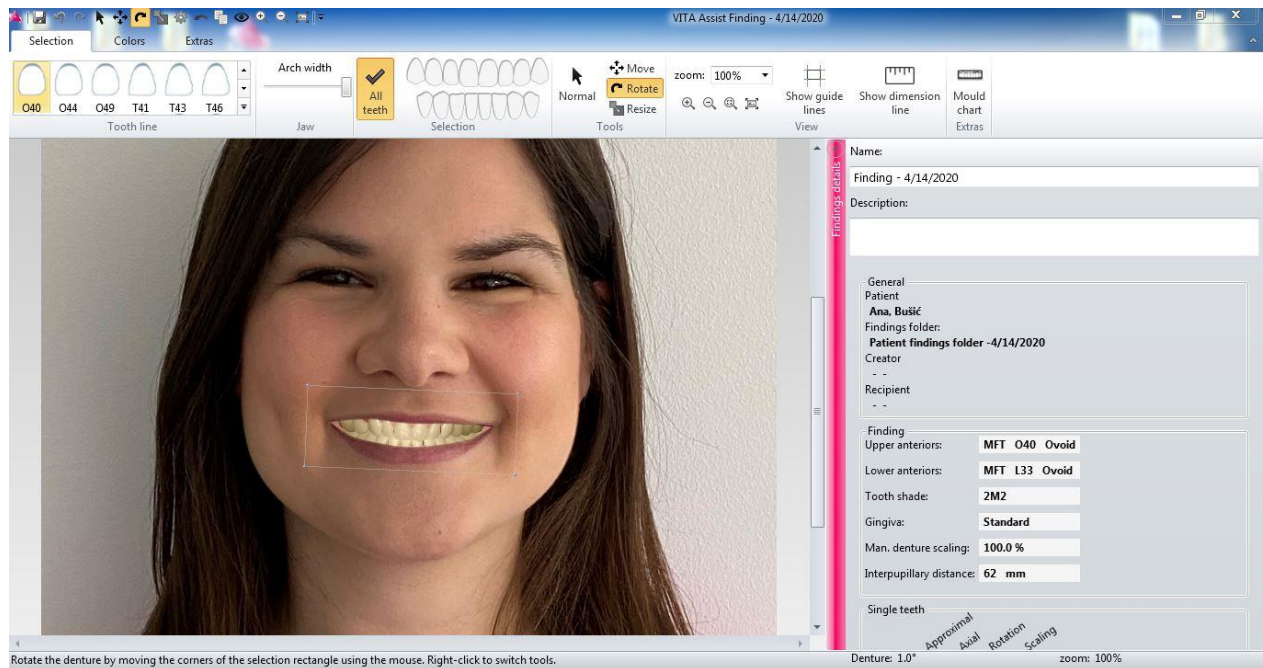 VITA Assist Finding - 4/14/2020
Selection Colors Extras
O40 O44 O49 T41 T43 T46
Tooth line
Arch width
Jaw
All
teeth
Selection
Normal
Move
Rotate
Resize
Tools
zoom: 100%
Show guide
lines
View
Show dimension
line
Mould
chart
Extras
Findings details
Name:
Finding - 4/14/2020
Description:
General
Patient
Ana, Bušić
Findings folder:
Patient findings folder -4/14/2020
Creator
- -
Recipient
- -
Finding
Upper anteriors: MFT O40 Ovoid
Lower anteriors: MFT L33 Ovoid
Tooth shade: 2M2
Gingiva: Standard
Man. denture scaling: 100.0 %
Interpupillary distance: 62 mm
Single teeth
Approximal
Axial
Rotation
Scaling
Rotate the denture by moving the corners of the selection rectangle using the mouse. Right-click to switch tools.
Denture: 1.0° zoom: 100%